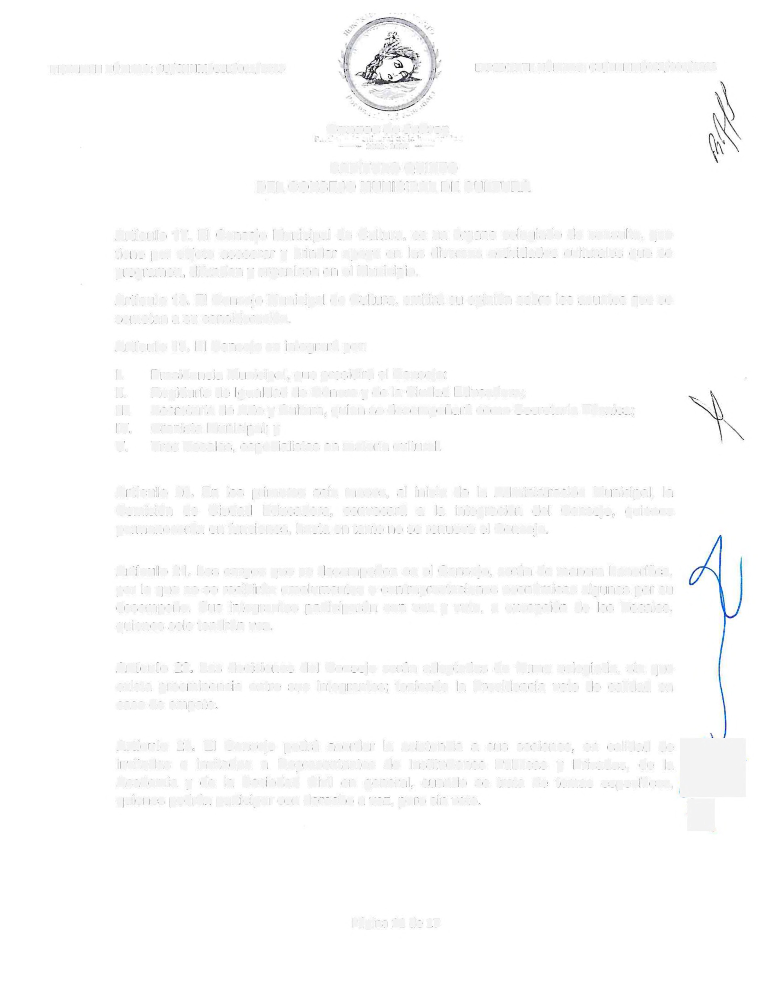 Oaxaca de Juárez
CAPÍTULO QUINTO
DEL CONSEJO MUNICIPAL DE CULTURA
Artículo 17. El Consejo Municipal de Cultura, es un órgano colegiado de consulta, que
tiene por objeto asesorar y brindar apoyo en las diversas actividades culturales que se
programen, difundan y organicen en el Municipio.
Artículo 18. El Consejo Municipal de Cultura, emitirá su opinión sobre los asuntos que se
sometan a su consideración.
Artículo 19. El Consejo se integrará por:
I. Presidencia Municipal, que presidirá el Consejo;
II. Regiduría de Igualdad de Género y de la Ciudad Educadora;
III. Secretaría de Arte y Cultura, quien se desempeñará como Secretaría Técnica;
IV. Cronista Municipal; y
V. Tres Vocales, especialistas en materia cultural.
Artículo 20. En los primeros seis meses, al inicio de la Administración Municipal, la
Comisión de Ciudad Educadora, convocará a la integración del Consejo, quienes
permanecerán en funciones, hasta en tanto no se renueve el Consejo.
Artículo 21. Los cargos que se desempeñen en el Consejo, serán de manera honorífica,
por lo que no se recibirán emolumentos o contraprestaciones económicas algunas por su
desempeño. Sus integrantes participarán con voz y voto, a excepción de los Vocales,
quienes solo tendrán voz.
Artículo 22. Las decisiones del Consejo serán adoptadas de forma colegiada, sin que
exista preeminencia entre sus integrantes; teniendo la Presidencia voto de calidad en
caso de empate.
Artículo 23. El Consejo podrá acordar la asistencia a sus sesiones, en calidad de
invitadas o invitados a Representantes de Instituciones Públicas y Privadas, de la
Academia y de la Sociedad Civil en general, cuando se trate de temas específicos,
quienes podrán participar con derecho a voz, pero sin voto.